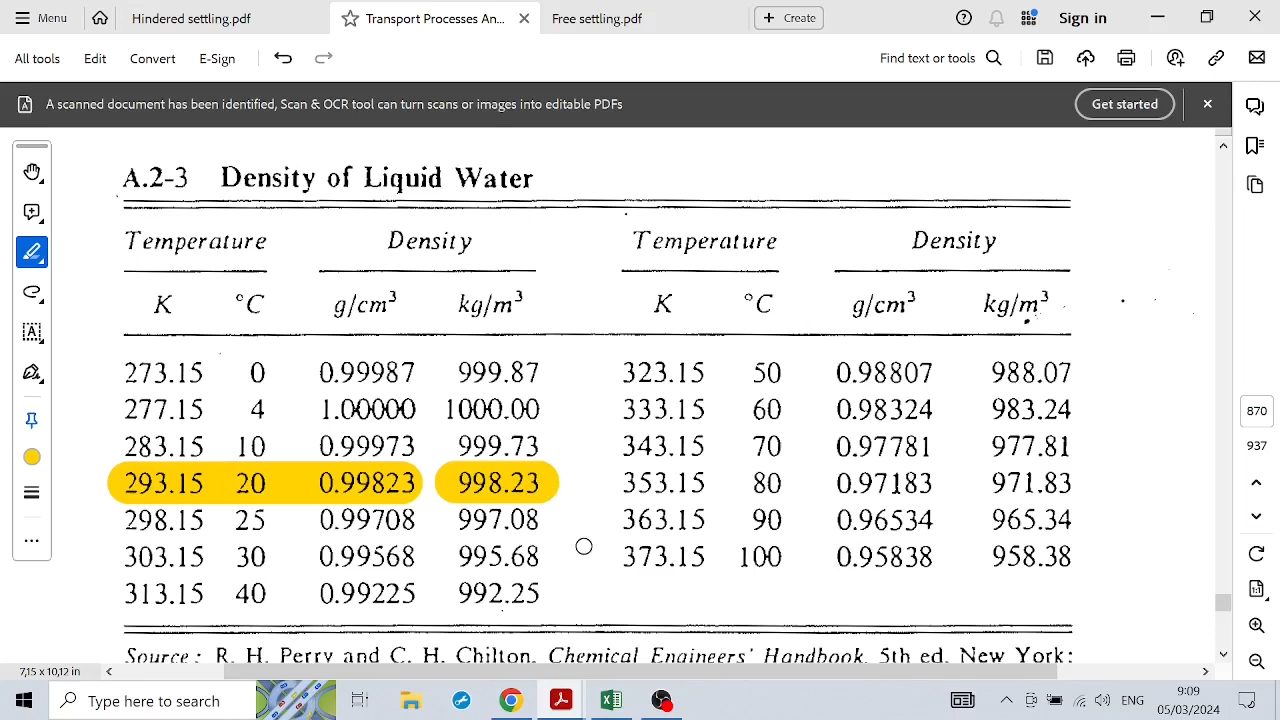 Menu Hindered settling.pdf Transport Processes An... Free settling.pdf Create Sign in
All tools Edit Convert E-Sign Find text or tools
A scanned document has been identified, Scan & OCR tool can turn scans or images into editable PDFs Get started
A.2-3 Density of Liquid Water
Temperature Density Temperature Density
K °C g/cm³ kg/m³ K °C g/cm³ kg/m³
273.15 0 0.99987 999.87 323.15 50 0.98807 988.07
277.15 4 1.00000 1000.00 333.15 60 0.98324 983.24
283.15 10 0.99973 999.73 343.15 70 0.97781 977.81
293.15 20 0.99823 998.23 353.15 80 0.97183 971.83
298.15 25 0.99708 997.08 363.15 90 0.96534 965.34
303.15 30 0.99568 995.68 373.15 100 0.95838 958.38
313.15 40 0.99225 992.25
Source: R. H. Perry and C. H. Chilton, Chemical Engineers' Handbook, 5th ed. New York:
870
937
1:1
7,15 x 10,12 in
Type here to search ENG 9:09
05/03/2024